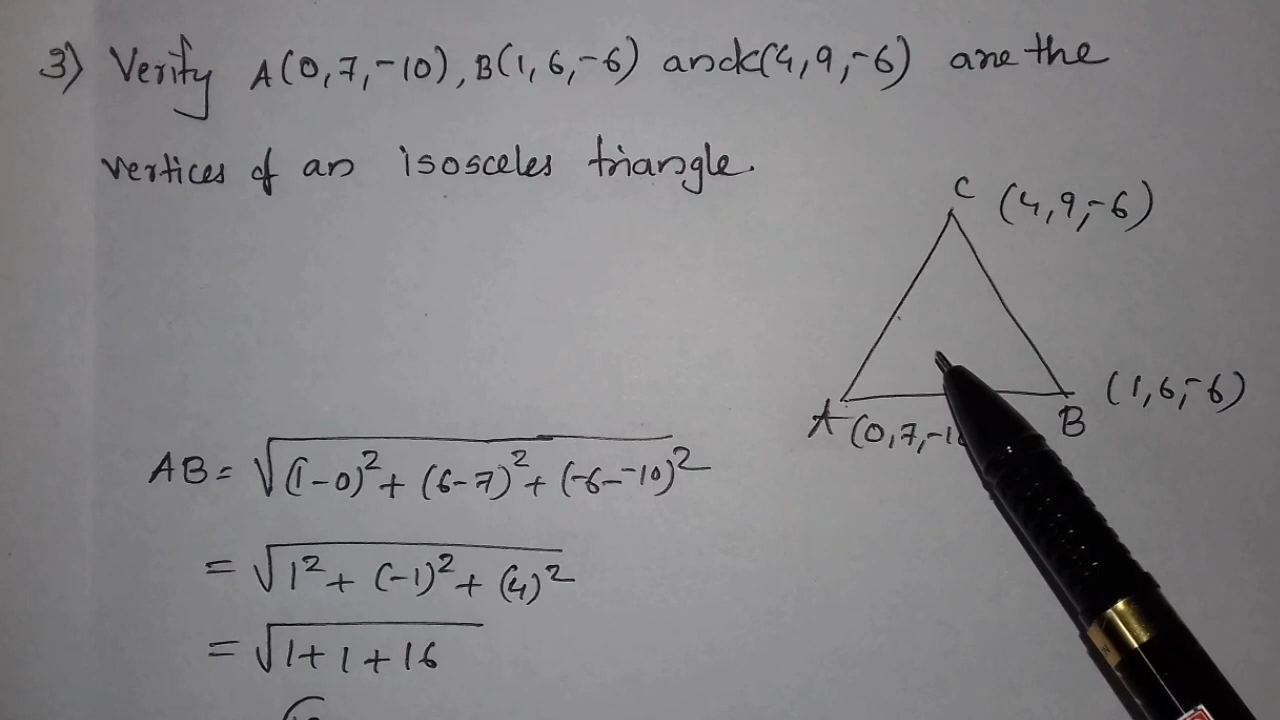 3) Verify A(0,7,-10), B(1,6,-6) and C(4,9,-6) are the
vertices of an isosceles triangle.
C (4,9,-6)
A (0,7,-1
B (1,6,-6)
AB = √(1-0)²+(6-7)²+(-6--10)²
= √1²+(-1)²+(4)²
= √1+1+16